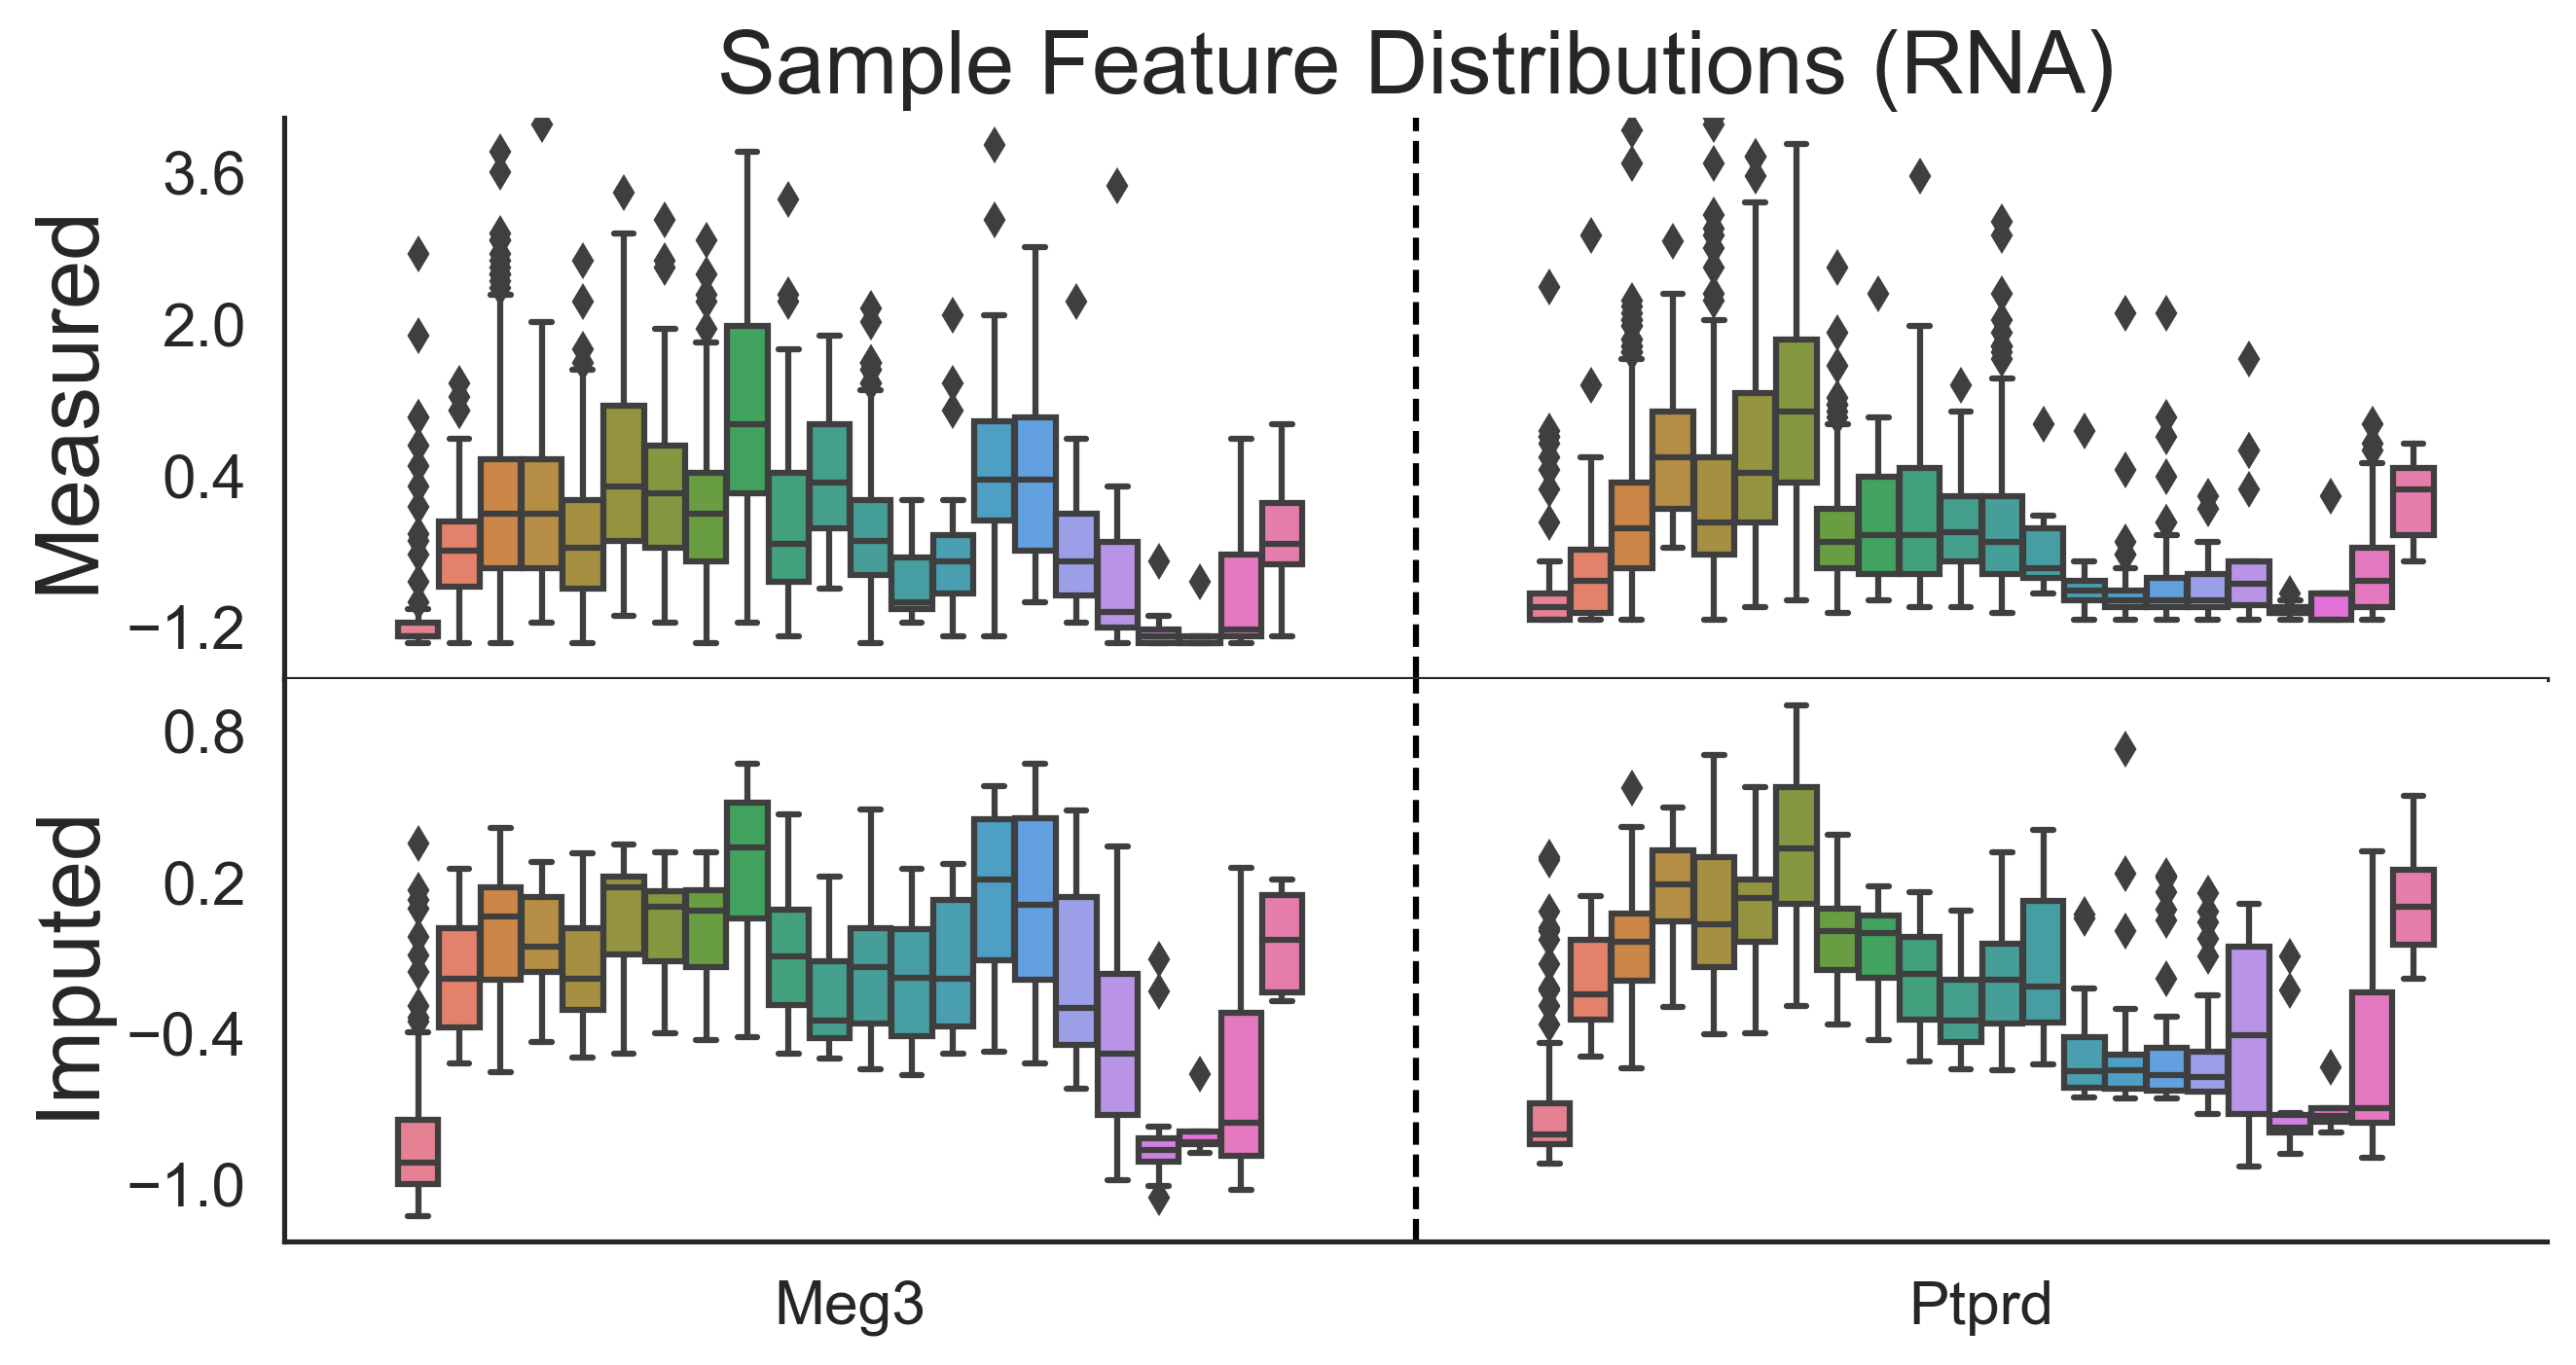 Sample Feature Distributions (RNA)
Measured
3.6
2.0
0.4
−1.2
Imputed
0.8
0.2
−0.4
−1.0
Meg3
Ptprd